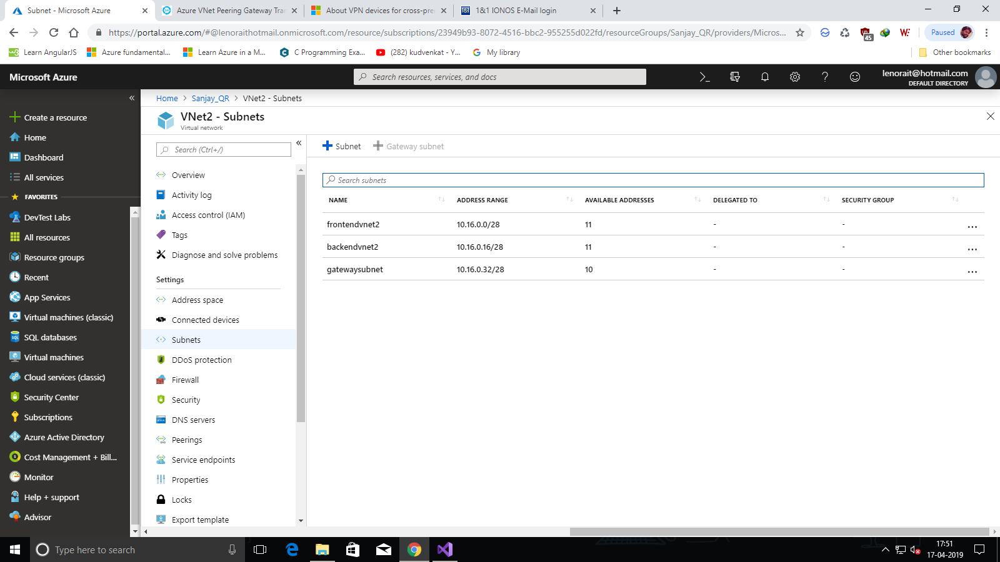 Subnet - Microsoft Azure
Azure VNet Peering Gateway Tra
About VPN devices for cross-pre
1&1 IONOS E-Mail login
https://portal.azure.com/#@lenoraithotmail.onmicrosoft.com/resource/subscriptions/23949b93-8072-4516-bbc2-955255d022fd/resourceGroups/Sanjay_QR/providers/Micros...
45
Paused
Learn AngularJS
Azure fundamental...
Learn Azure in a M...
C Programming Exa...
(282) kudvenkat - Y...
My library
Other bookmarks
Microsoft Azure
Search resources, services, and docs
lenorait@hotmail.com
DEFAULT DIRECTORY
Create a resource
Home
Dashboard
All services
FAVORITES
DevTest Labs
All resources
Resource groups
Recent
App Services
Virtual machines (classic)
SQL databases
Virtual machines
Cloud services (classic)
Security Center
Subscriptions
Azure Active Directory
Cost Management + Bill...
Monitor
Help + support
Advisor
Home > Sanjay_QR > VNet2 - Subnets
VNet2 - Subnets
Virtual network
Search (Ctrl+/)
Overview
Activity log
Access control (IAM)
Tags
Diagnose and solve problems
Settings
Address space
Connected devices
Subnets
DDoS protection
Firewall
Security
DNS servers
Peerings
Service endpoints
Properties
Locks
Export template
+ Subnet
+ Gateway subnet
Search subnets
NAME ADDRESS RANGE AVAILABLE ADDRESSES DELEGATED TO SECURITY GROUP
frontendvnet2 10.16.0.0/28 11 - - ...
backendvnet2 10.16.0.16/28 11 - - ...
gatewaysubnet 10.16.0.32/28 10 - - ...
Type here to search
17:51
17-04-2019